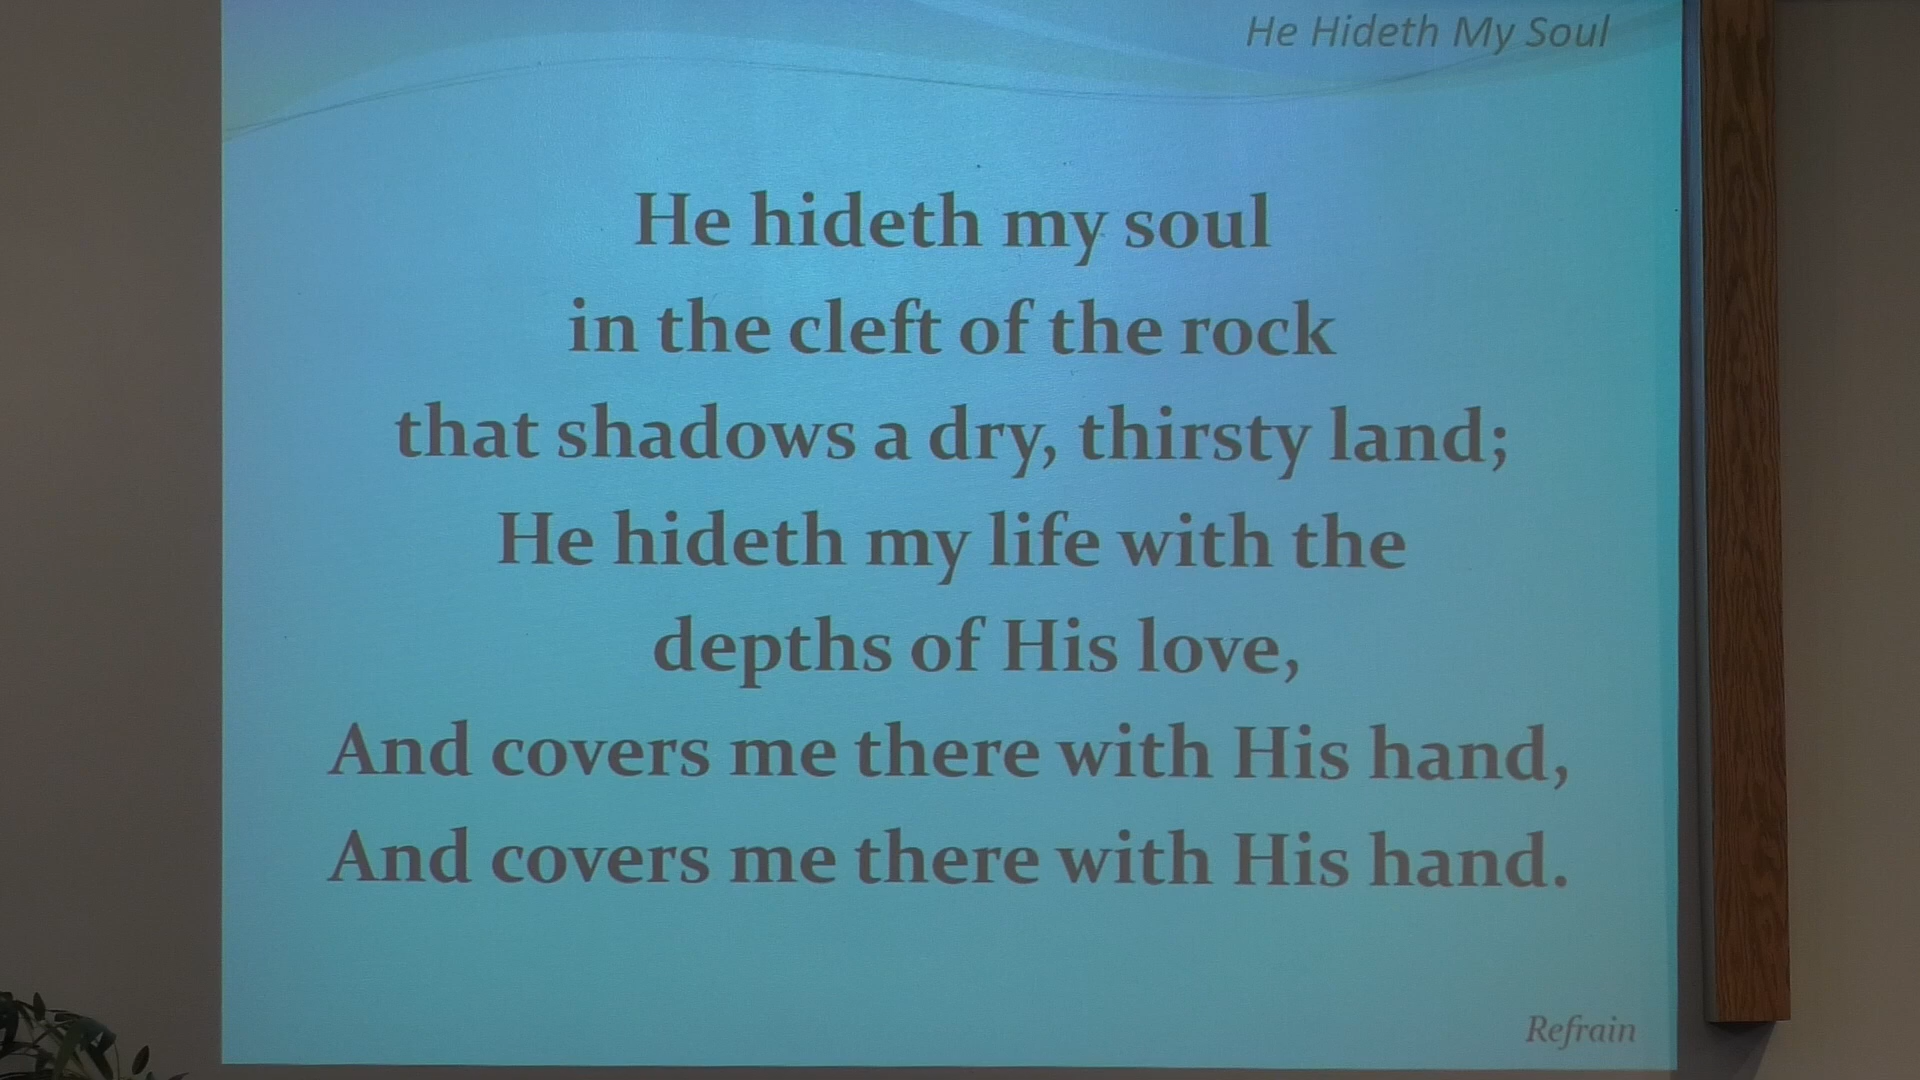 He Hideth My Soul
He hideth my soul
in the cleft of the rock
that shadows a dry, thirsty land;
He hideth my life with the
depths of His love,
And covers me there with His hand,
And covers me there with His hand.
Refrain